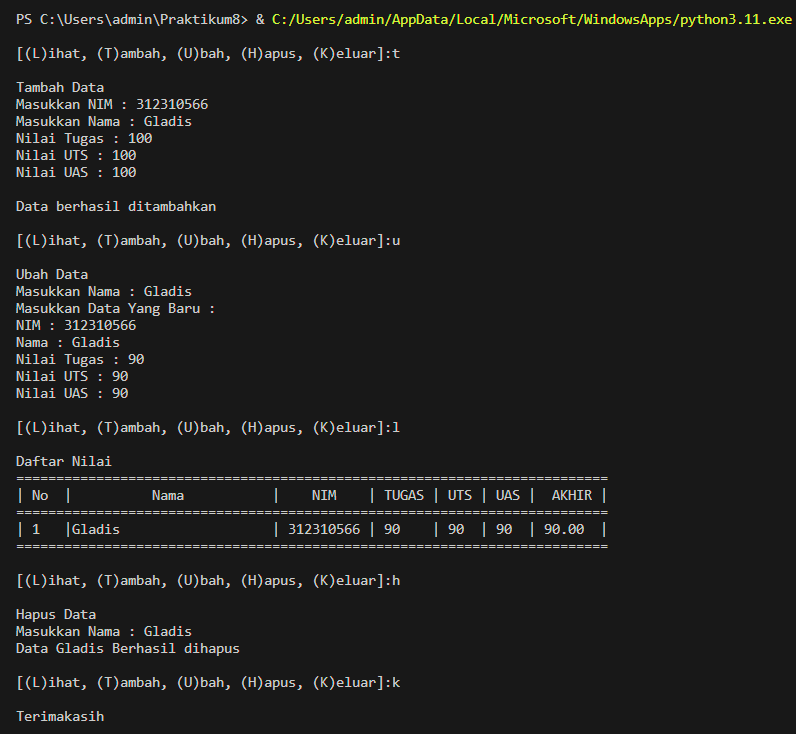 PS C:\Users\admin\Praktikum8> & C:/Users/admin/AppData/Local/Microsoft/WindowsApps/python3.11.exe
[(L)ihat, (T)ambah, (U)bah, (H)apus, (K)eluar]:t
Tambah Data
Masukkan NIM : 312310566
Masukkan Nama : Gladis
Nilai Tugas : 100
Nilai UTS : 100
Nilai UAS : 100
Data berhasil ditambahkan
[(L)ihat, (T)ambah, (U)bah, (H)apus, (K)eluar]:u
Ubah Data
Masukkan Nama : Gladis
Masukkan Data Yang Baru :
NIM : 312310566
Nama : Gladis
Nilai Tugas : 90
Nilai UTS : 90
Nilai UAS : 90
[(L)ihat, (T)ambah, (U)bah, (H)apus, (K)eluar]:l
Daftar Nilai
==========================================================================
| No  |          Nama           |    NIM    | TUGAS | UTS | UAS |  AKHIR |
==========================================================================
| 1   |Gladis                   | 312310566 | 90    | 90  | 90  | 90.00  |
==========================================================================
[(L)ihat, (T)ambah, (U)bah, (H)apus, (K)eluar]:h
Hapus Data
Masukkan Nama : Gladis
Data Gladis Berhasil dihapus
[(L)ihat, (T)ambah, (U)bah, (H)apus, (K)eluar]:k
Terimakasih